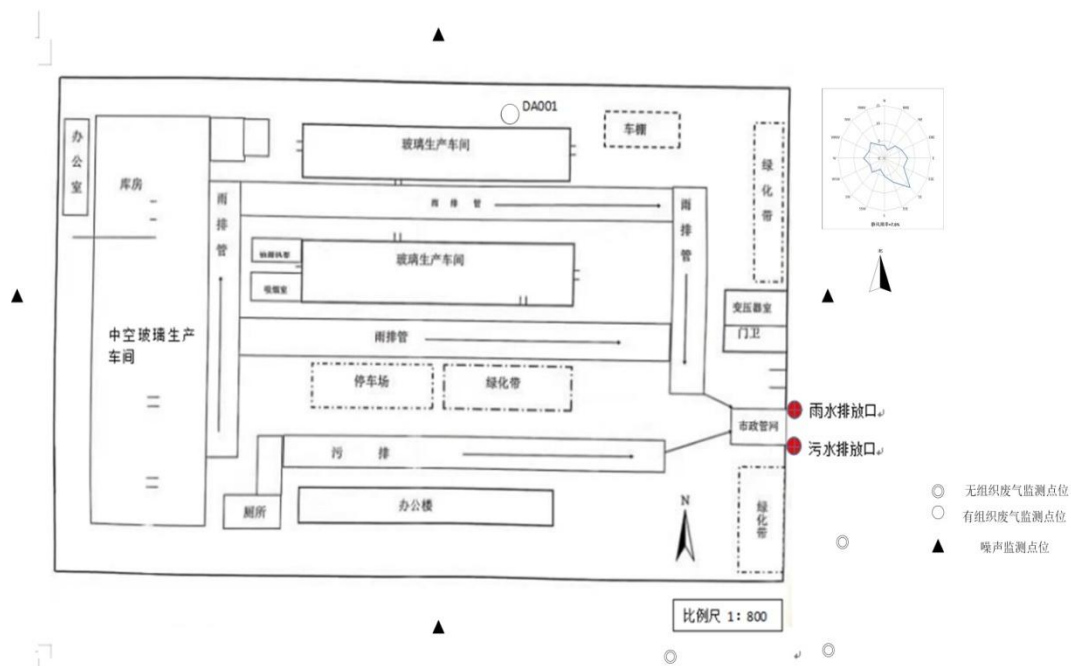 DA001
办公室
库房
玻璃生产车间
车棚
绿化带
雨排管
雨排管
雨排管
玻璃生产车间
吸烟室
变压器室
门卫
中空玻璃生产
车间
雨排管
停车场
绿化带
雨水排放口
市政管网
污水排放口
污 排
无组织废气监测点位
有组织废气监测点位
噪声监测点位
厕所
办公楼
N
绿化带
比例尺 1：800